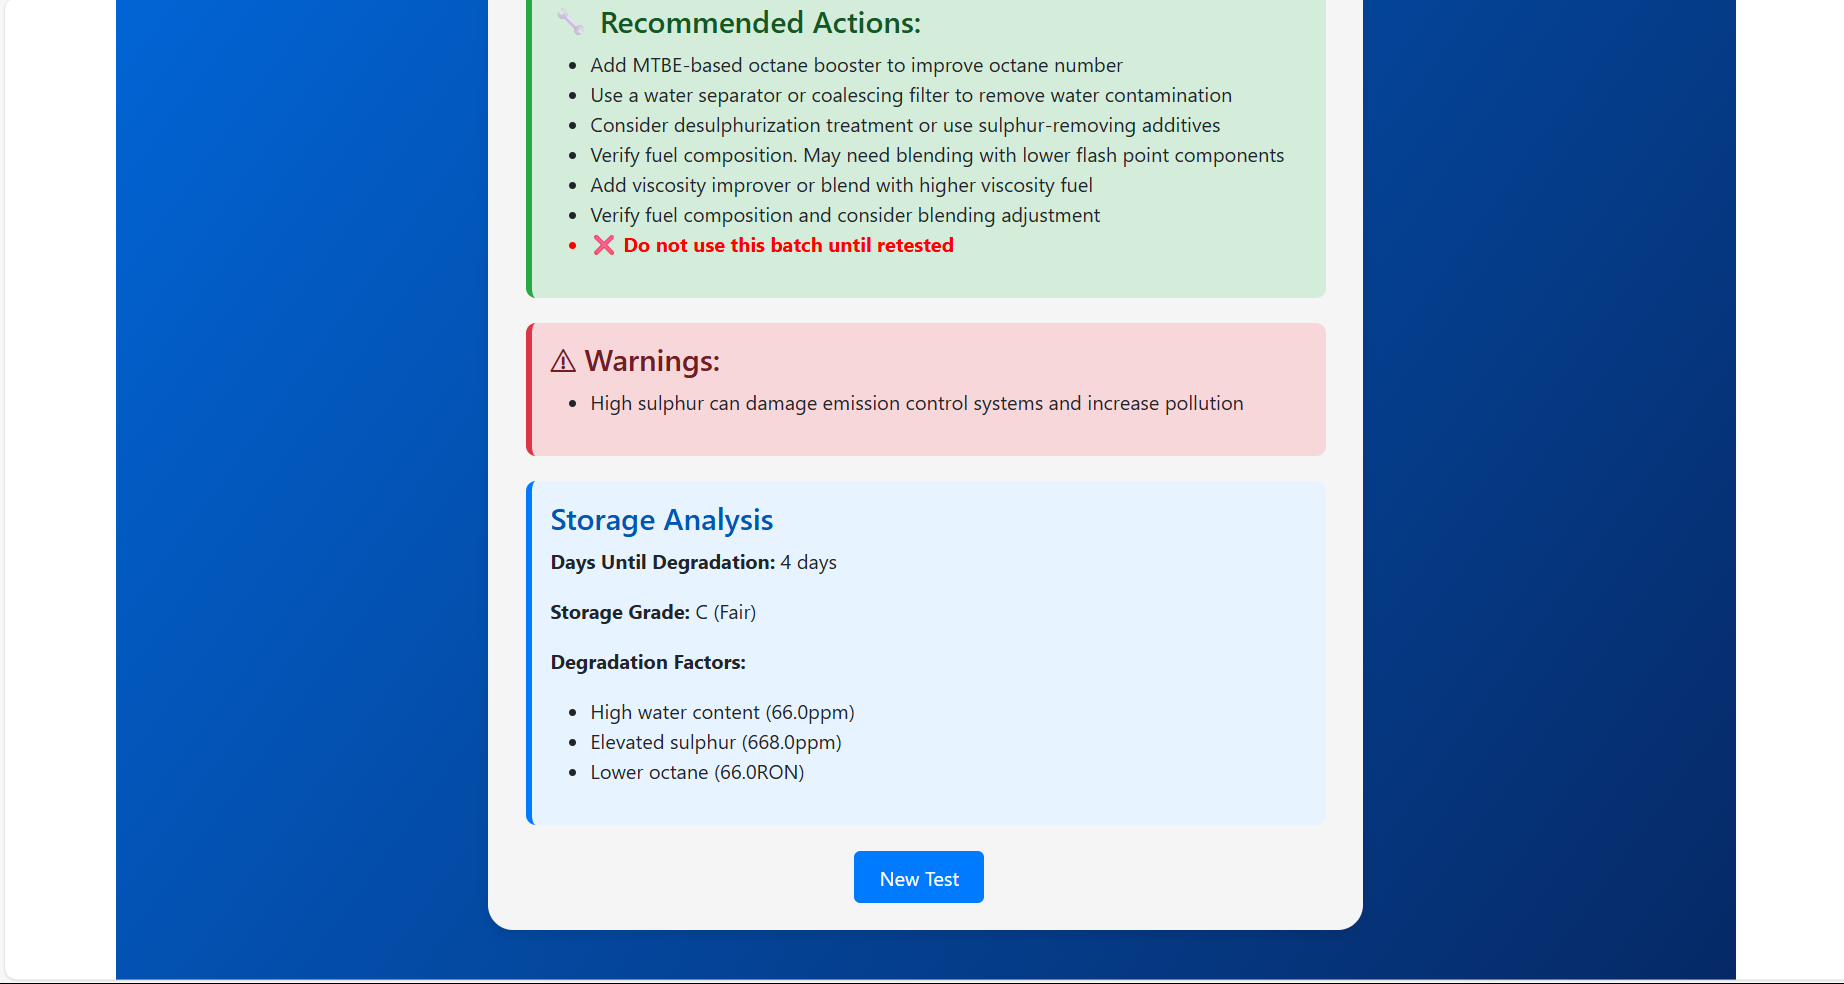 Recommended Actions:
Add MTBE-based octane booster to improve octane number
Use a water separator or coalescing filter to remove water contamination
Consider desulphurization treatment or use sulphur-removing additives
Verify fuel composition. May need blending with lower flash point components
Add viscosity improver or blend with higher viscosity fuel
Verify fuel composition and consider blending adjustment
❌ Do not use this batch until retested
⚠ Warnings:
High sulphur can damage emission control systems and increase pollution
Storage Analysis
Days Until Degradation: 4 days
Storage Grade: C (Fair)
Degradation Factors:
High water content (66.0ppm)
Elevated sulphur (668.0ppm)
Lower octane (66.0RON)
New Test